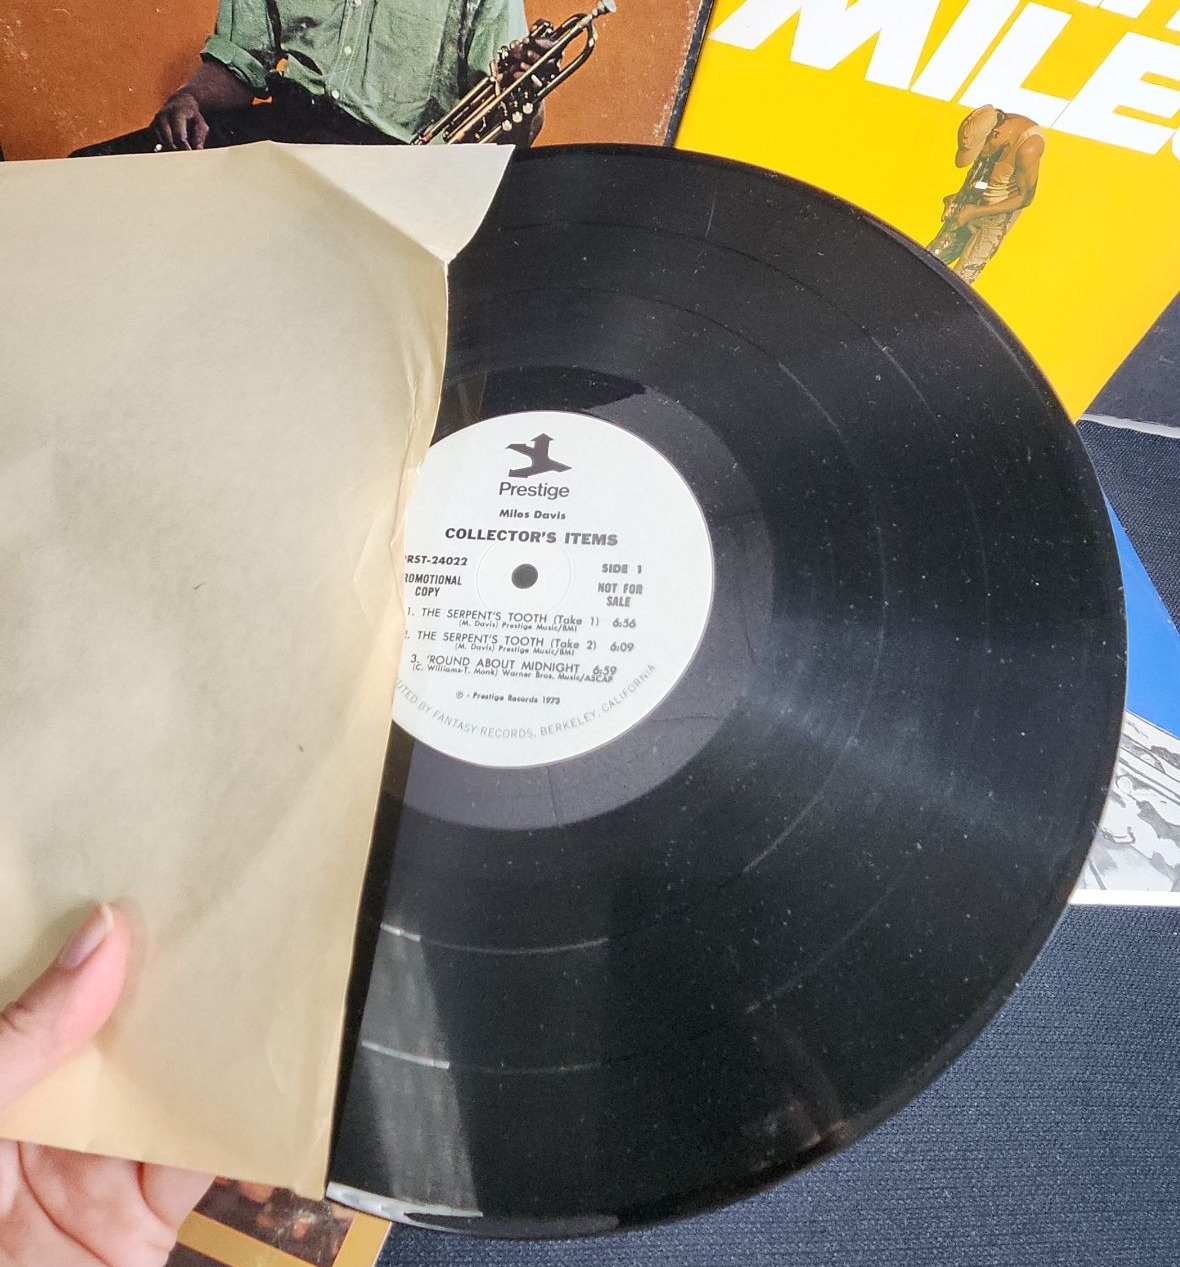 MILES
Prestige
Miles Davis
COLLECTOR'S ITEMS
PRST-24022
SIDE 1
PROMOTIONAL
COPY
NOT FOR
SALE
1. THE SERPENT'S TOOTH (Take 1) 6:56
(M. Davis) Prestige Music/BMI
2. THE SERPENT'S TOOTH (Take 2) 6:09
(M. Davis) Prestige Music/BMI
3. 'ROUND ABOUT MIDNIGHT 6:59
(C. Williams-T. Monk) Warner Bros. Music/ASCAP
℗ - Prestige Records 1973
BY FANTASY RECORDS, BERKELEY, CALIFORNIA